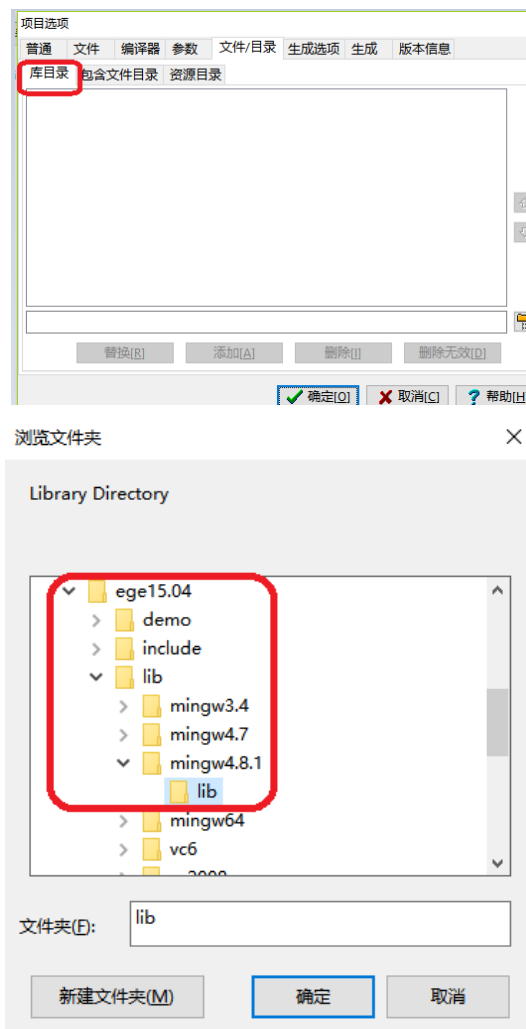 项目选项
普通 文件 编译器 参数 文件/目录 生成选项 生成 版本信息
库目录 包含文件目录 资源目录
替换[R] 添加[A] 删除[I] 删除无效[D]
确定[O] 取消[C] 帮助[H
浏览文件夹
Library Directory
ege15.04
demo
include
lib
mingw3.4
mingw4.7
mingw4.8.1
lib
mingw64
vc6
文件夹(F): lib
新建文件夹(M) 确定 取消